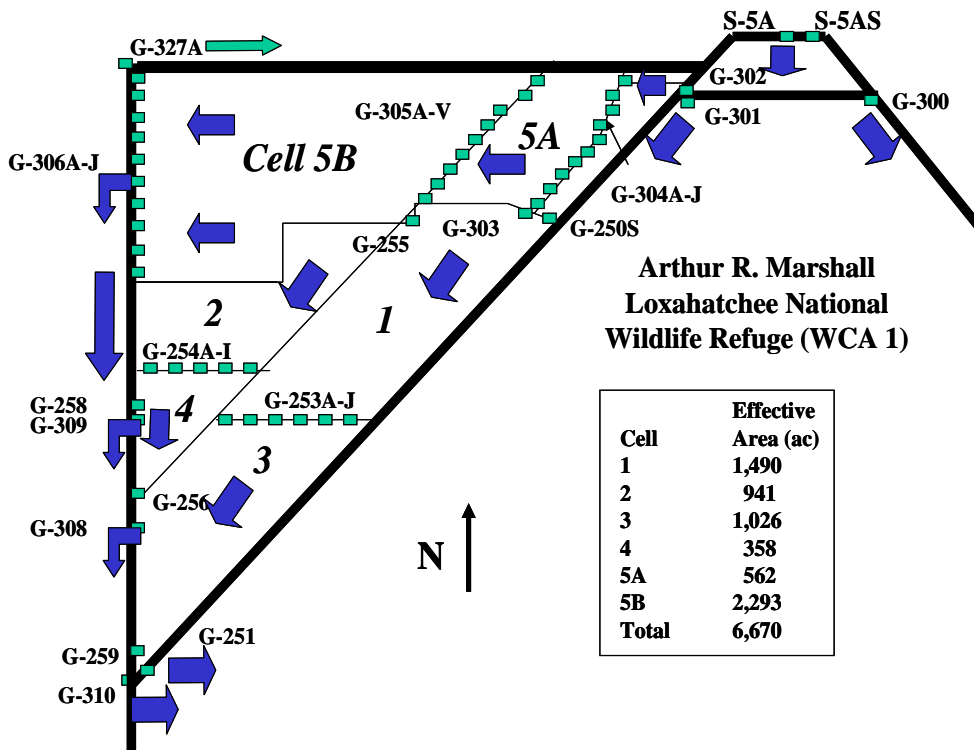 S-5A
S-5AS
G-327A
G-302
G-305A-V
G-301
G-300
5A
Cell 5B
G-306A-J
G-304A-J
G-303
G-250S
G-255
Arthur R. Marshall
Loxahatchee National
Wildlife Refuge (WCA 1)
2
1
G-254A-I
G-258
G-309
4
G-253A-J
3
G-256
G-308
N
G-251
G-259
G-310
Effective
Cell Area (ac)
1 1,490
2 941
3 1,026
4 358
5A 562
5B 2,293
Total 6,670